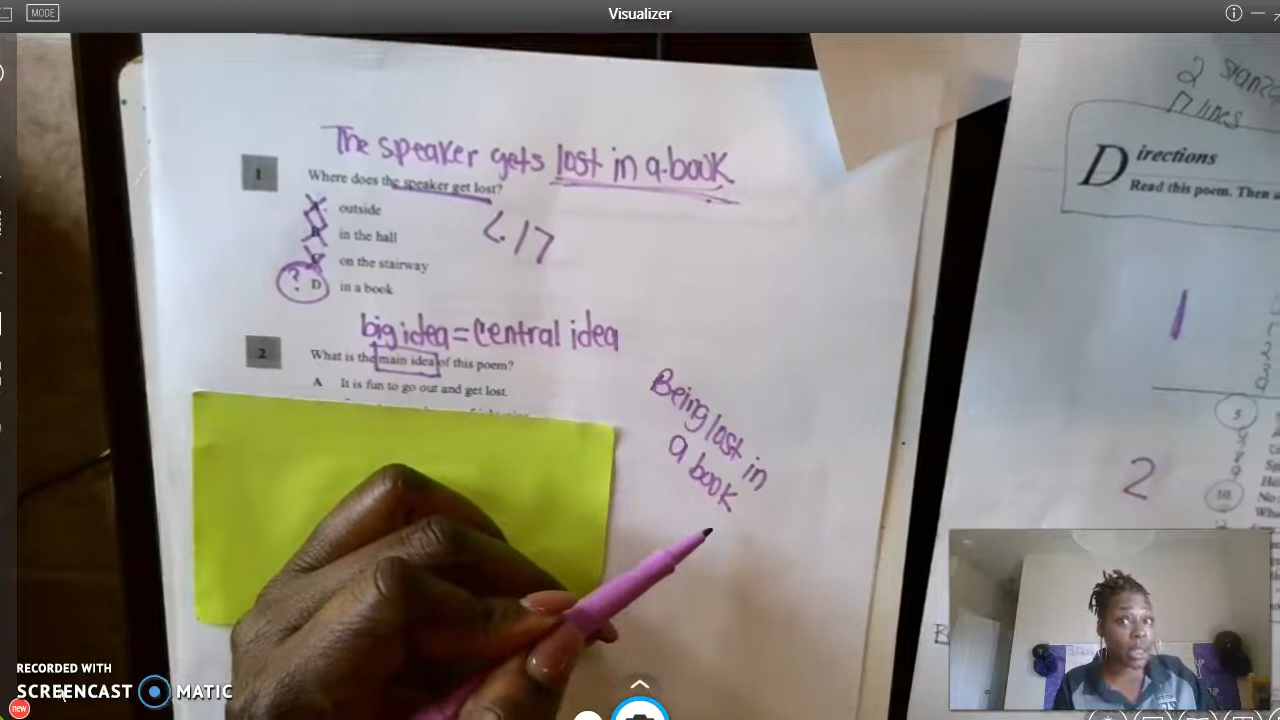 MODE
Visualizer
2 stanza
17 lines
Directions
Read this poem. Then a
The speaker gets lost in a book
1
Where does the speaker get lost?
L.17
outside
in the hall
on the stairway
? D in a book
big idea = central idea
2
What is the main idea of this poem?
A It is fun to go out and get lost.
Being lost in
a book
1
2
5
10
No
RECORDED WITH
SCREENCAST MATIC
new